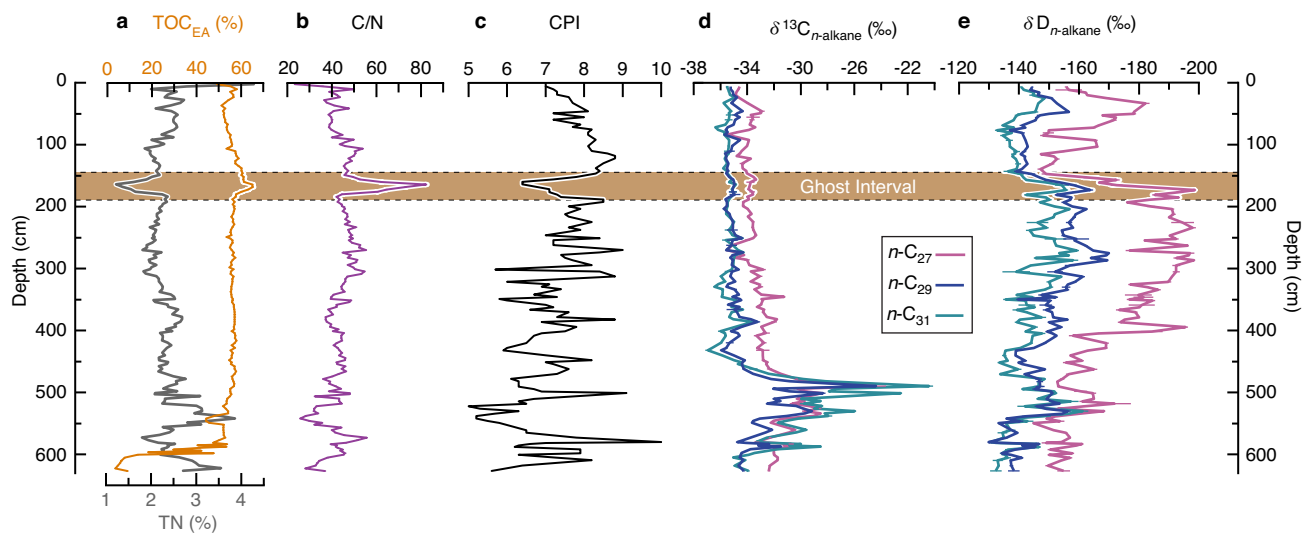 a TOC_EA (%) b C/N c CPI d δ ¹³C_n-alkane (‰) e δ D_n-alkane (‰)
0 20 40 60 20 40 60 80 5 6 7 8 9 10 -38 -34 -30 -26 -22 -120 -140 -160 -180 -200
0 0
100 100
Ghost Interval
200 200
n-C₂₇
300 300
n-C₂₉
n-C₃₁
400 400
500 500
600 600
Depth (cm)
Depth (cm)
1 2 3 4
TN (%)